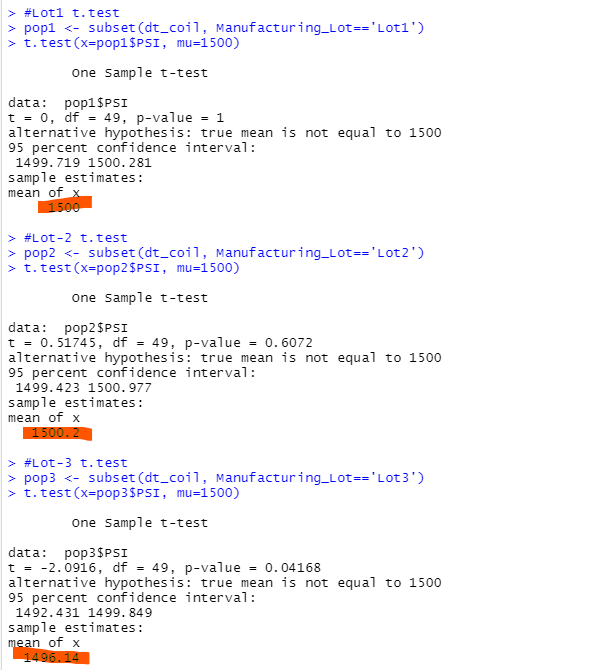 > #Lot1 t.test
> pop1 <- subset(dt_coil, Manufacturing_Lot=='Lot1')
> t.test(x=pop1$PSI, mu=1500)
One Sample t-test
data:  pop1$PSI
t = 0, df = 49, p-value = 1
alternative hypothesis: true mean is not equal to 1500
95 percent confidence interval:
1499.719 1500.281
sample estimates:
mean of x
1500
> #Lot-2 t.test
> pop2 <- subset(dt_coil, Manufacturing_Lot=='Lot2')
> t.test(x=pop2$PSI, mu=1500)
One Sample t-test
data:  pop2$PSI
t = 0.51745, df = 49, p-value = 0.6072
alternative hypothesis: true mean is not equal to 1500
95 percent confidence interval:
1499.423 1500.977
sample estimates:
mean of x
1500.2
> #Lot-3 t.test
> pop3 <- subset(dt_coil, Manufacturing_Lot=='Lot3')
> t.test(x=pop3$PSI, mu=1500)
One Sample t-test
data:  pop3$PSI
t = -2.0916, df = 49, p-value = 0.04168
alternative hypothesis: true mean is not equal to 1500
95 percent confidence interval:
1492.431 1499.849
sample estimates:
mean of x
1496.14